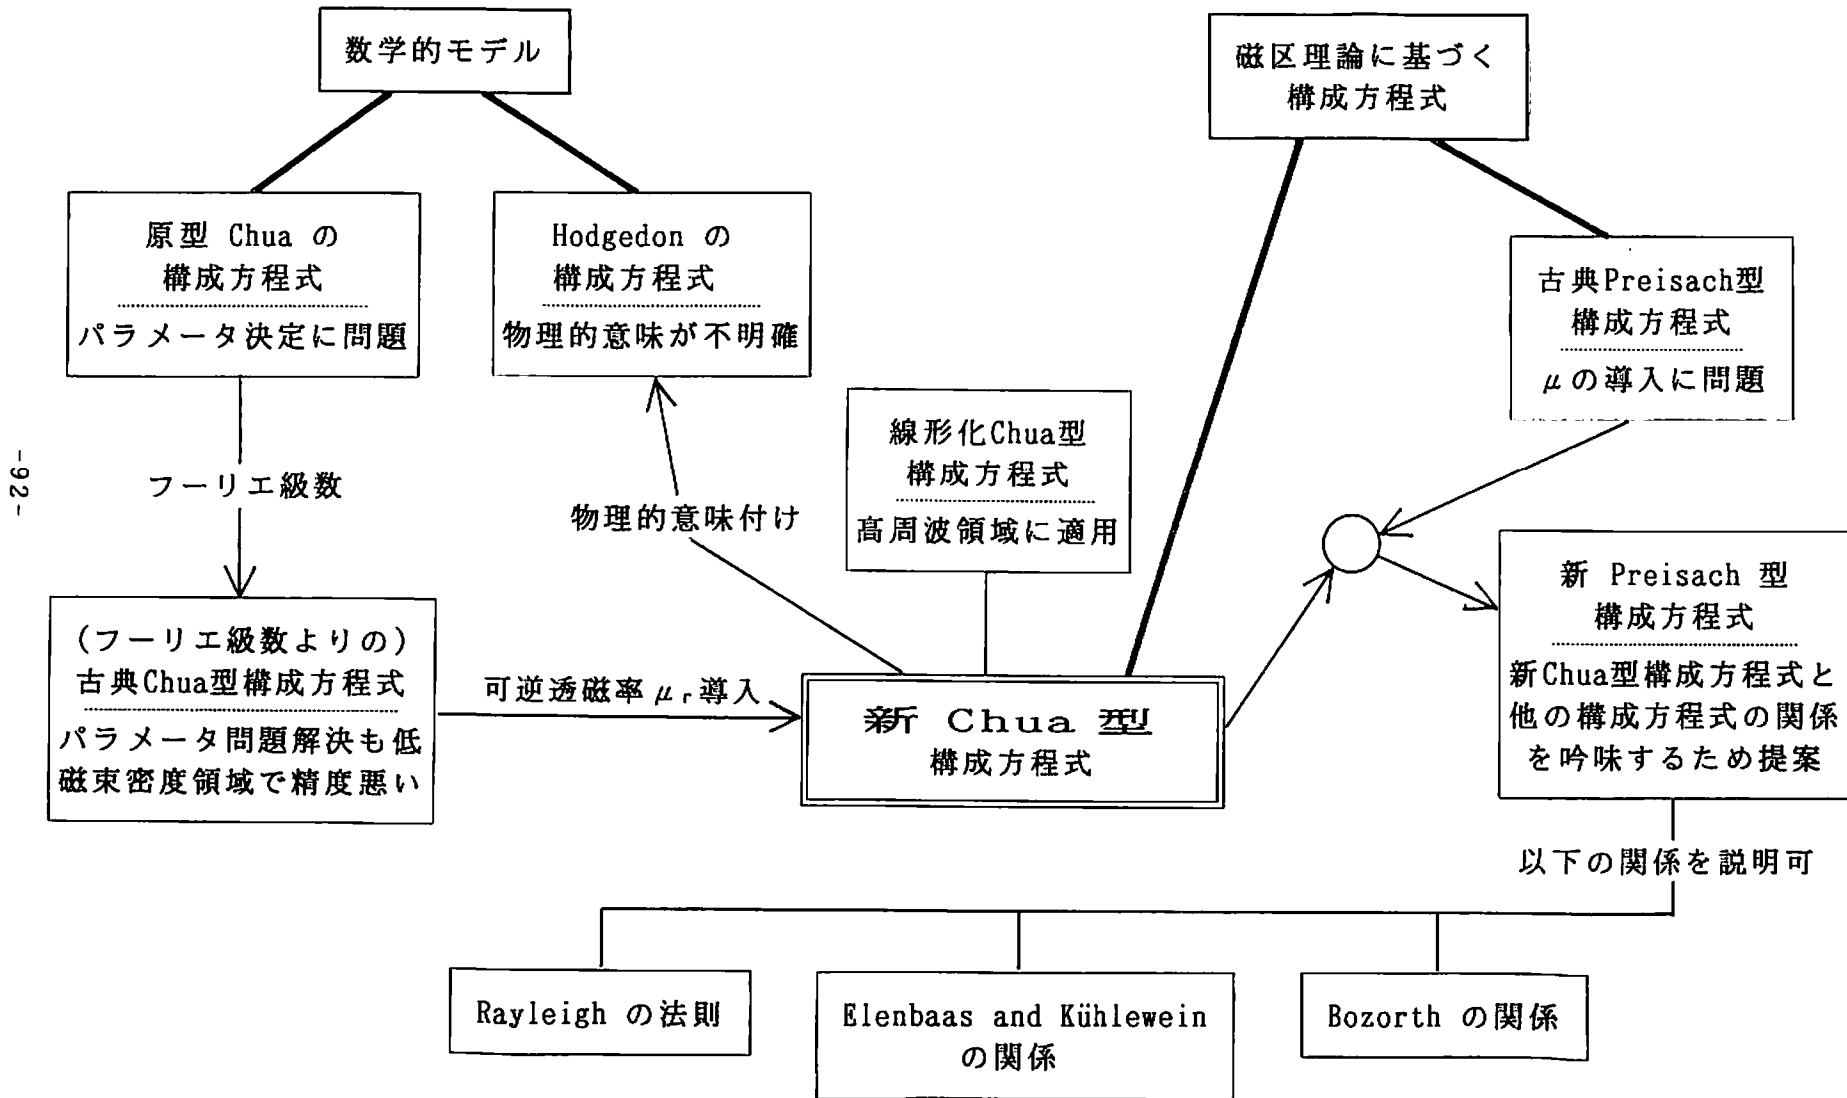 数学的モデル
磁区理論に基づく
構成方程式
原型 Chua の
構成方程式
パラメータ決定に問題
Hodgedon の
構成方程式
物理的意味が不明確
古典Preisach型
構成方程式
μの導入に問題
線形化Chua型
構成方程式
高周波領域に適用
フーリエ級数
物理的意味付け
-92-
(フーリエ級数よりの)
古典Chua型構成方程式
パラメータ問題解決も低
磁束密度領域で精度悪い
可逆透磁率μr導入
新 Chua 型
構成方程式
新 Preisach 型
構成方程式
新Chua型構成方程式と
他の構成方程式の関係
を吟味するため提案
以下の関係を説明可
Rayleigh の法則
Elenbaas and Kühlewein
の関係
Bozorth の関係